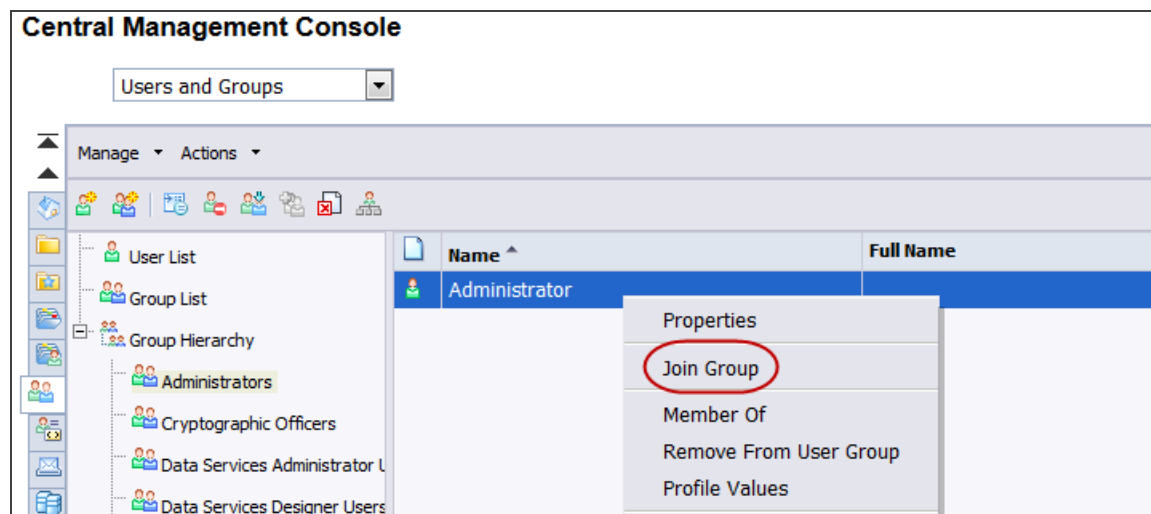 Central Management Console
Users and Groups
Manage Actions
User List
Group List
Group Hierarchy
Administrators
Cryptographic Officers
Data Services Administrator U
Data Services Designer Users
Name Full Name
Administrator
Properties
Join Group
Member Of
Remove From User Group
Profile Values